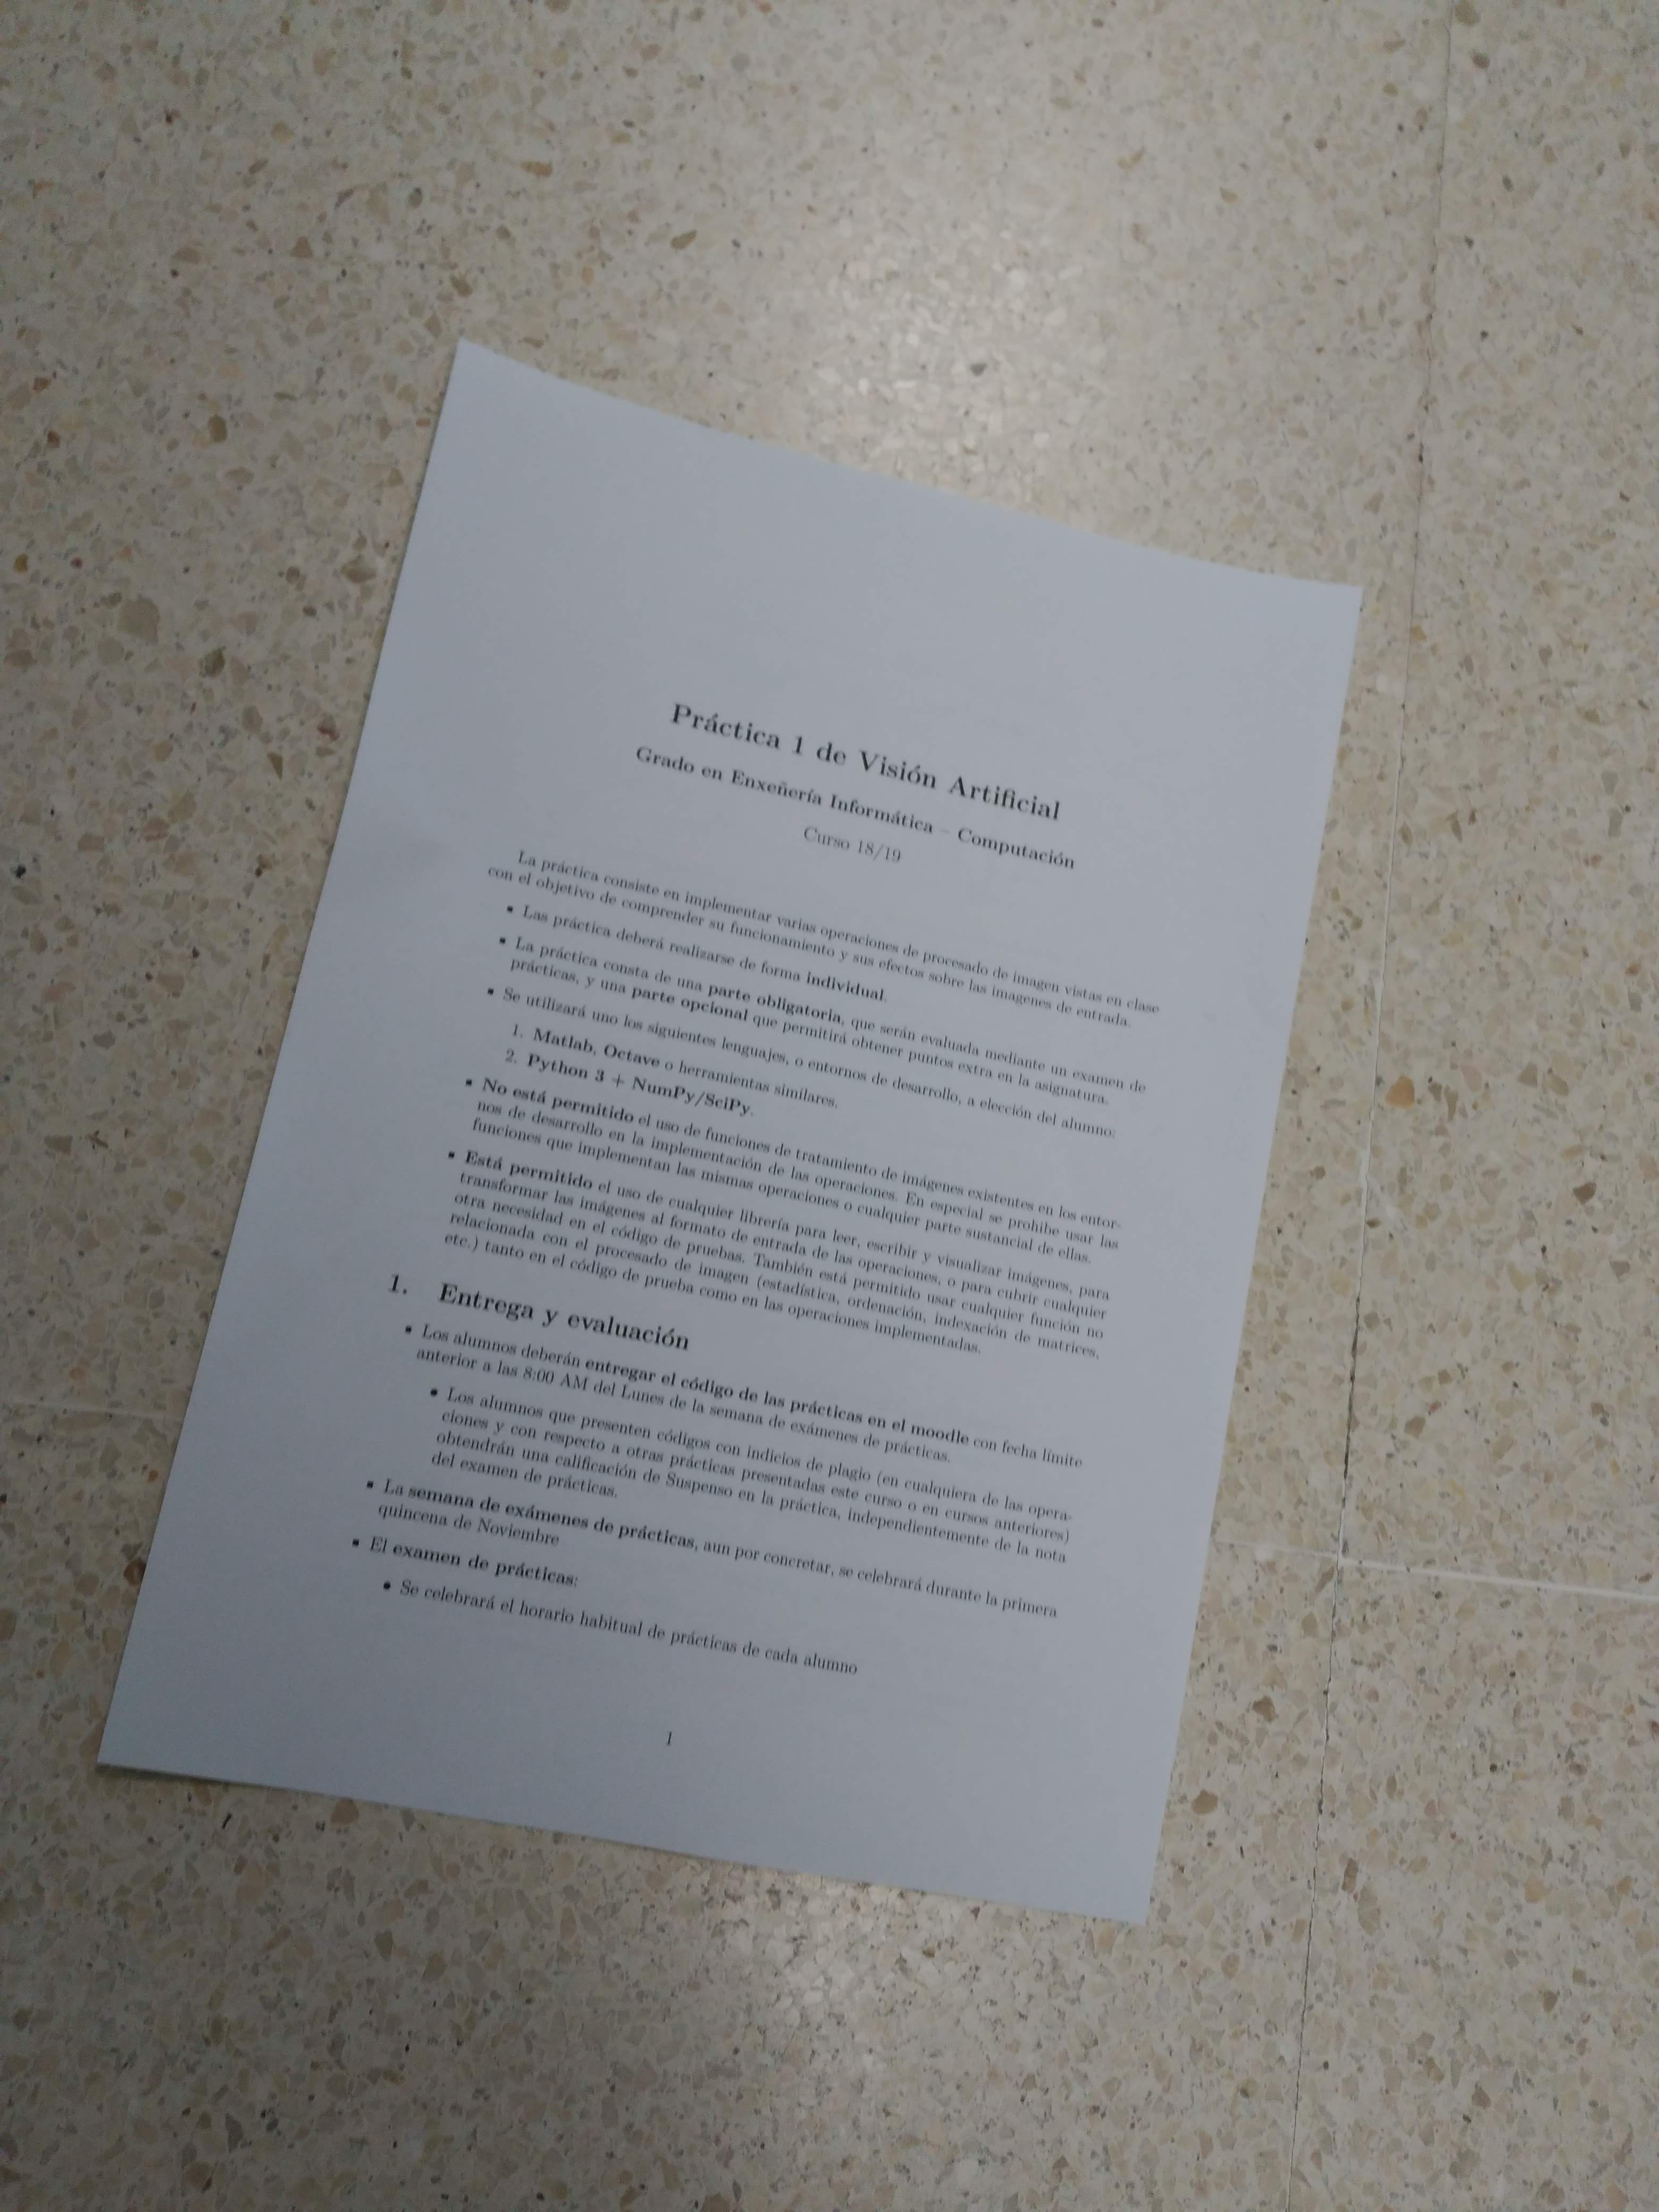 Práctica 1 de Visión Artificial
Grado en Enxeñería Informática – Computación
Curso 18/19
La práctica consiste en implementar varias operaciones de procesado de imagen vistas en clase
con el objetivo de comprender su funcionamiento y sus efectos sobre las imagenes de entrada.
▪ Las práctica deberá realizarse de forma individual.
▪ La práctica consta de una parte obligatoria, que serán evaluada mediante un examen de
prácticas, y una parte opcional que permitirá obtener puntos extra en la asignatura.
▪ Se utilizará uno los siguientes lenguajes, o entornos de desarrollo, a elección del alumno:
1. Matlab, Octave o herramientas similares.
2. Python 3 + NumPy/SciPy.
▪ No está permitido el uso de funciones de tratamiento de imágenes existentes en los entor-
nos de desarrollo en la implementación de las operaciones. En especial se prohibe usar las
funciones que implementan las mismas operaciones o cualquier parte sustancial de ellas.
▪ Está permitido el uso de cualquier librería para leer, escribir y visualizar imágenes, para
transformar las imágenes al formato de entrada de las operaciones, o para cubrir cualquier
otra necesidad en el código de pruebas. También está permitido usar cualquier función no
relacionada con el procesado de imagen (estadística, ordenación, indexación de matrices,
etc.) tanto en el código de prueba como en las operaciones implementadas.
1. Entrega y evaluación
▪ Los alumnos deberán entregar el código de las prácticas en el moodle con fecha límite
anterior a las 8:00 AM del Lunes de la semana de exámenes de prácticas.
• Los alumnos que presenten códigos con indicios de plagio (en cualquiera de las opera-
ciones y con respecto a otras prácticas presentadas este curso o en cursos anteriores)
obtendrán una calificación de Suspenso en la práctica, independientemente de la nota
del examen de prácticas.
▪ La semana de exámenes de prácticas, aun por concretar, se celebrará durante la primera
quincena de Noviembre
▪ El examen de prácticas:
• Se celebrará el horario habitual de prácticas de cada alumno
1